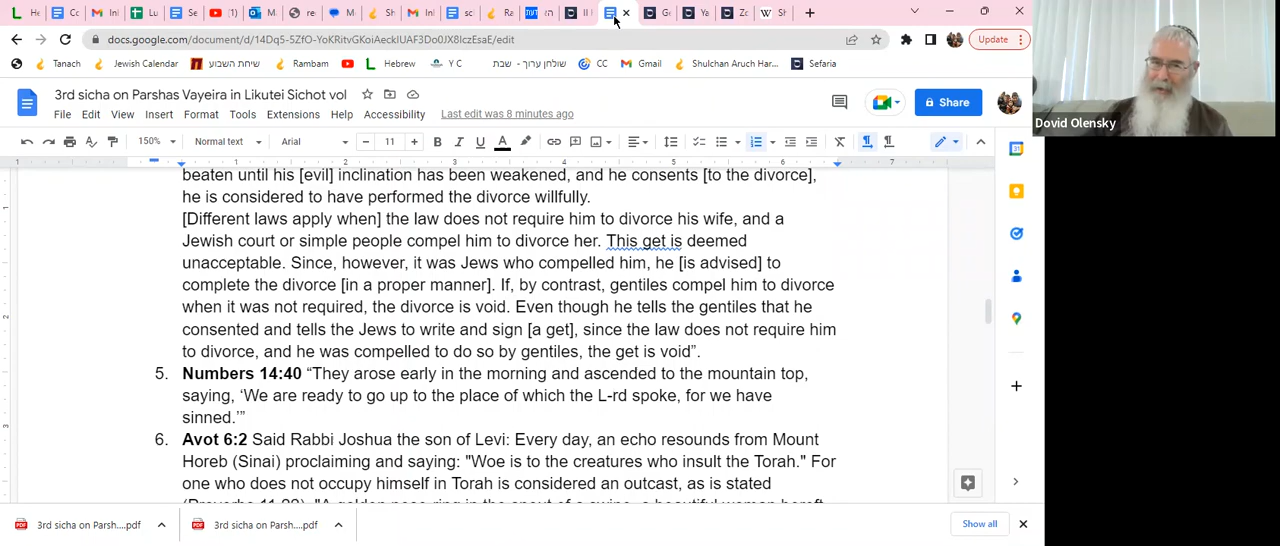 docs.google.com/document/d/14Dq5-5ZfO-YoKRitvGKoiAeckIUAF3Do0JX8IczEsaE/edit
Update
Tanach Jewish Calendar שיחת השבוע Rambam Hebrew Y C שולחן ערוך - שבת CC Gmail Shulchan Aruch Har... Sefaria
3rd sicha on Parshas Vayeira in Likutei Sichot vol
File Edit View Insert Format Tools Extensions Help Accessibility Last edit was 8 minutes ago
Share
150% Normal text Arial 11
beaten until his [evil] inclination has been weakened, and he consents [to the divorce],
he is considered to have performed the divorce willfully.
[Different laws apply when] the law does not require him to divorce his wife, and a
Jewish court or simple people compel him to divorce her. This get is deemed
unacceptable. Since, however, it was Jews who compelled him, he [is advised] to
complete the divorce [in a proper manner]. If, by contrast, gentiles compel him to divorce
when it was not required, the divorce is void. Even though he tells the gentiles that he
consented and tells the Jews to write and sign [a get], since the law does not require him
to divorce, and he was compelled to do so by gentiles, the get is void”.
5. Numbers 14:40 “They arose early in the morning and ascended to the mountain top,
saying, ‘We are ready to go up to the place of which the L-rd spoke, for we have
sinned.’”
6. Avot 6:2 Said Rabbi Joshua the son of Levi: Every day, an echo resounds from Mount
Horeb (Sinai) proclaiming and saying: "Woe is to the creatures who insult the Torah." For
one who does not occupy himself in Torah is considered an outcast, as is stated
Dovid Olensky
3rd sicha on Parsh....pdf
3rd sicha on Parsh....pdf
Show all